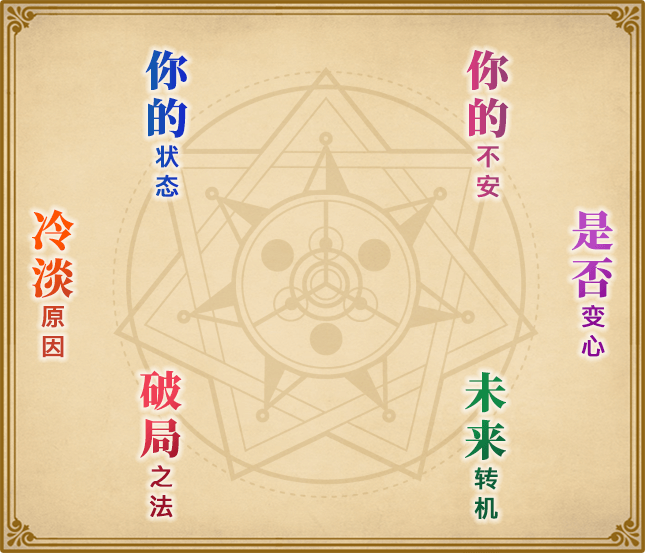 你的状态
你的不安
冷淡原因
是否变心
破局之法
未来转机